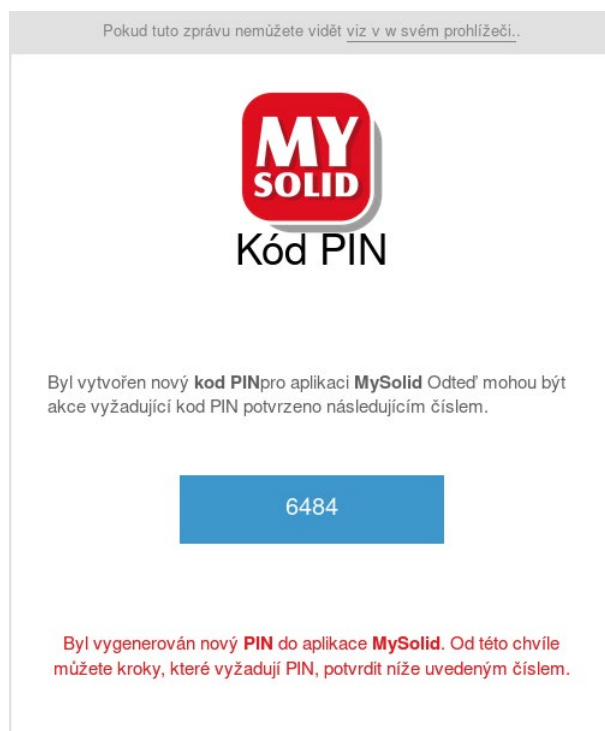 Pokud tuto zprávu nemůžete vidět viz v w svém prohlížeči..
MY
SOLID
Kód PIN
Byl vytvořen nový kod PINpro aplikaci MySolid Odteď mohou být
akce vyžadující kod PIN potvrzeno následujícím číslem.
6484
Byl vygenerován nový PIN do aplikace MySolid. Od této chvíle
můžete kroky, které vyžadují PIN, potvrdit níže uvedeným číslem.